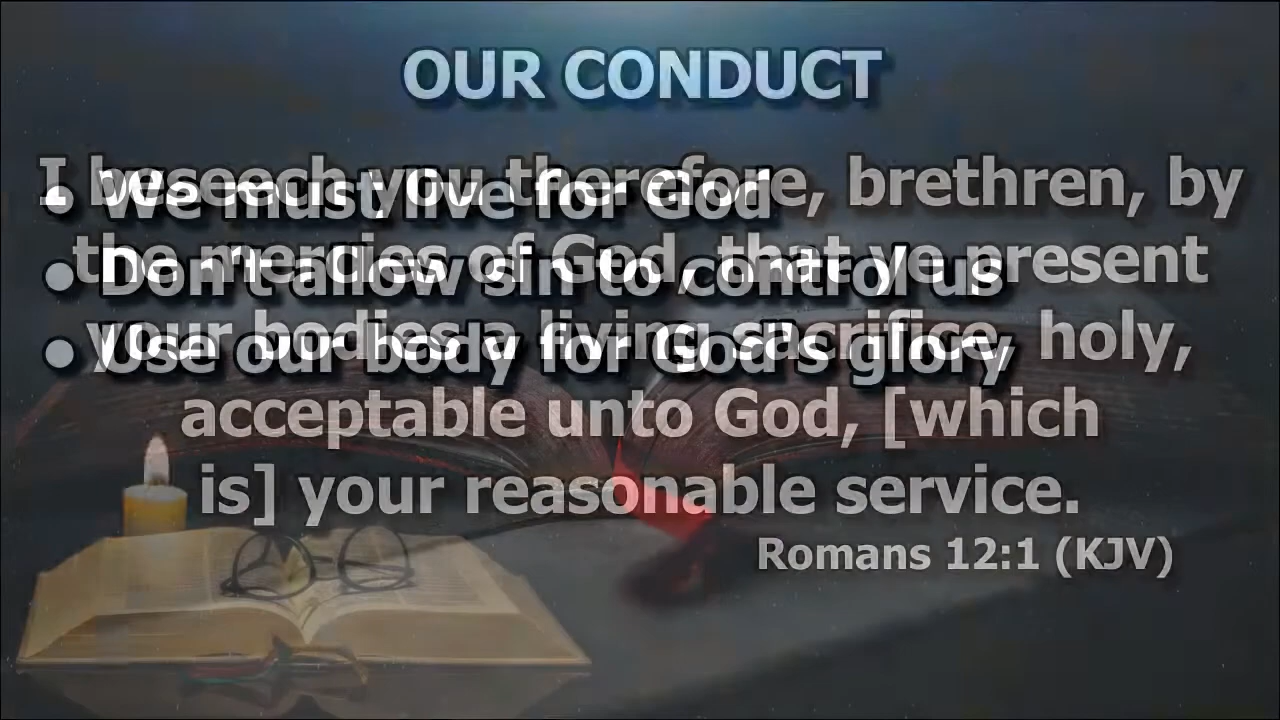 OUR CONDUCT
• We must live for God
• Don't allow sin to control us
• Use our body for God's glory
I beseech you therefore, brethren, by
the mercies of God, that ye present
your bodies a living sacrifice, holy,
acceptable unto God, [which
is] your reasonable service.
Romans 12:1 (KJV)